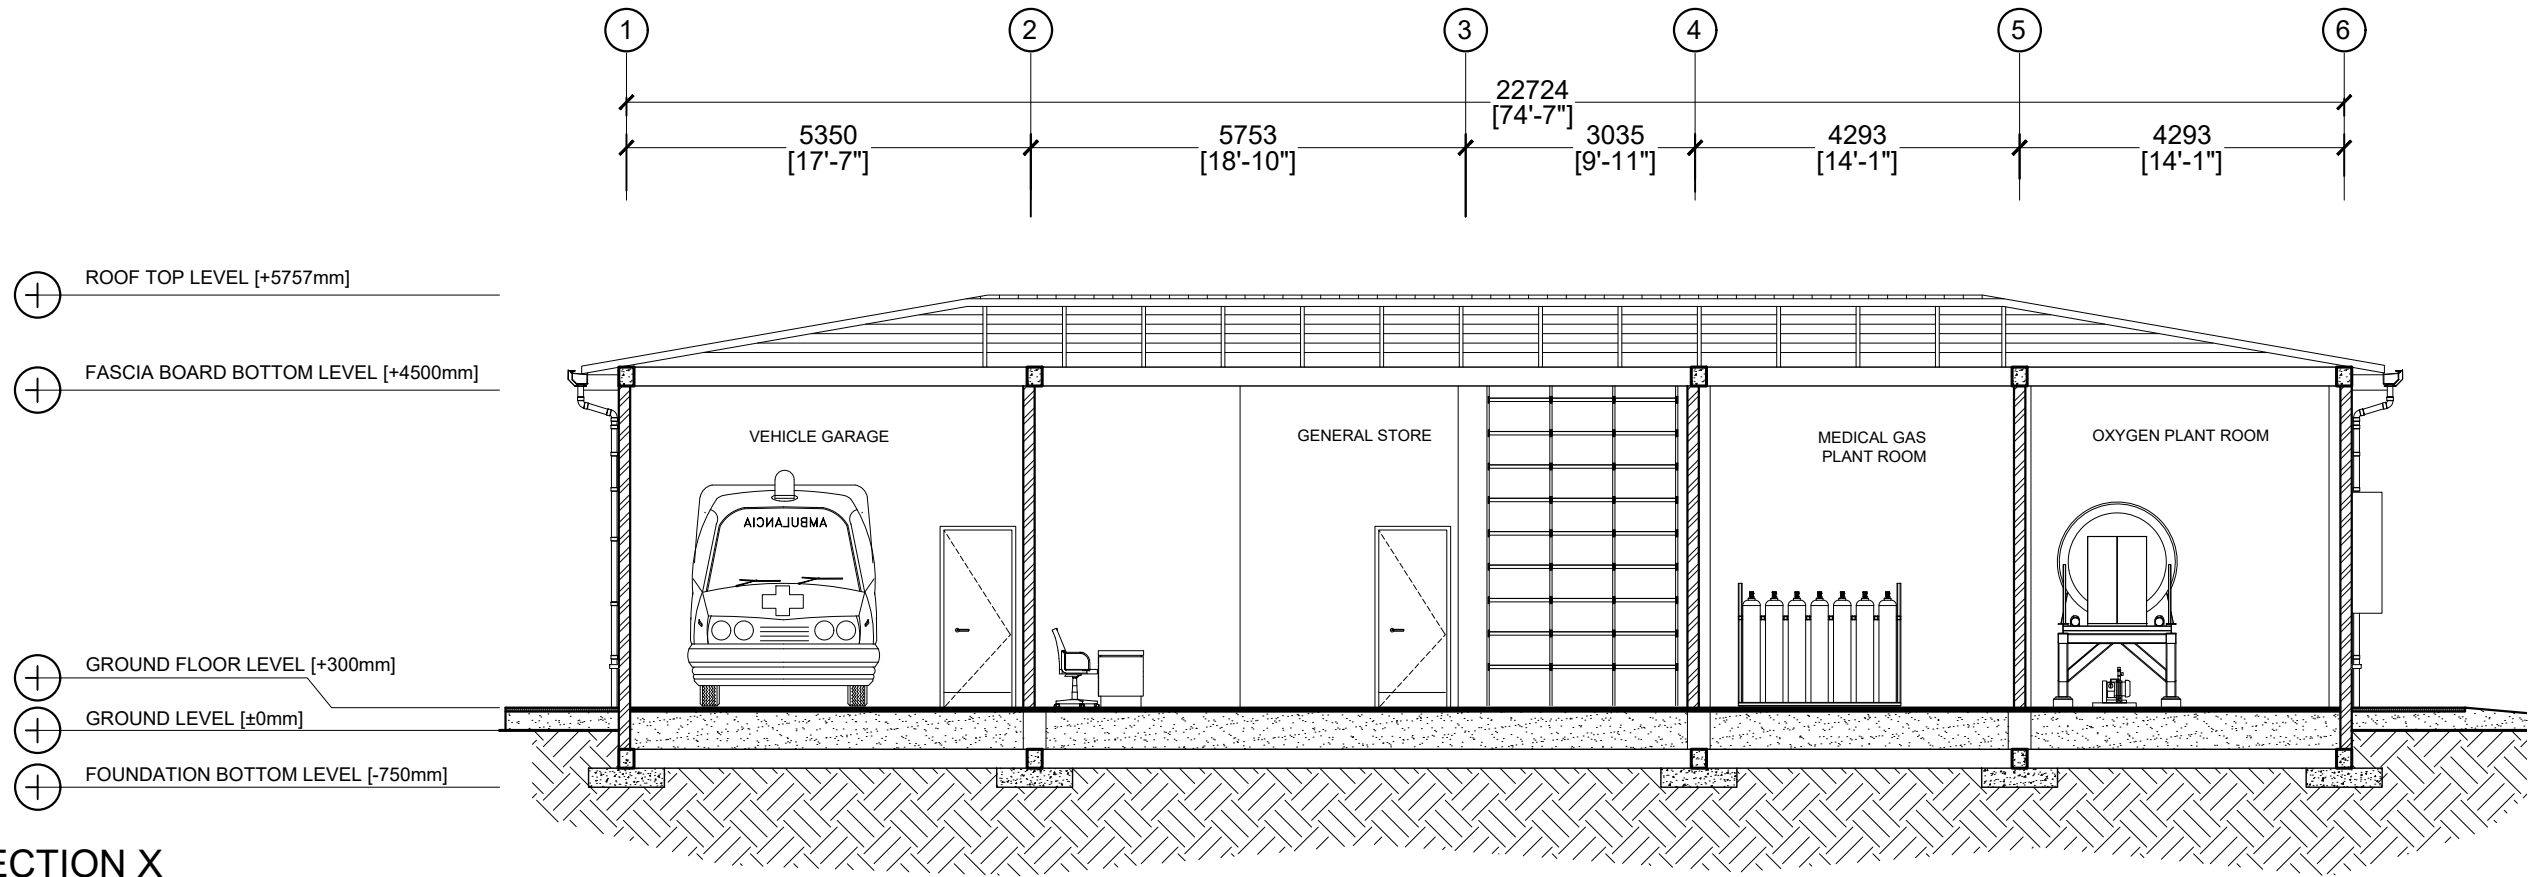 1 2 3 4 5 6
22724
[74'-7"]
5350 5753 3035 4293 4293
[17'-7"] [18'-10"] [9'-11"] [14'-1"] [14'-1"]
ROOF TOP LEVEL [+5757mm]
FASCIA BOARD BOTTOM LEVEL [+4500mm]
VEHICLE GARAGE
GENERAL STORE
MEDICAL GAS
PLANT ROOM
OXYGEN PLANT ROOM
AMBULANCIA
GROUND FLOOR LEVEL [+300mm]
GROUND LEVEL [±0mm]
FOUNDATION BOTTOM LEVEL [-750mm]
ECTION X